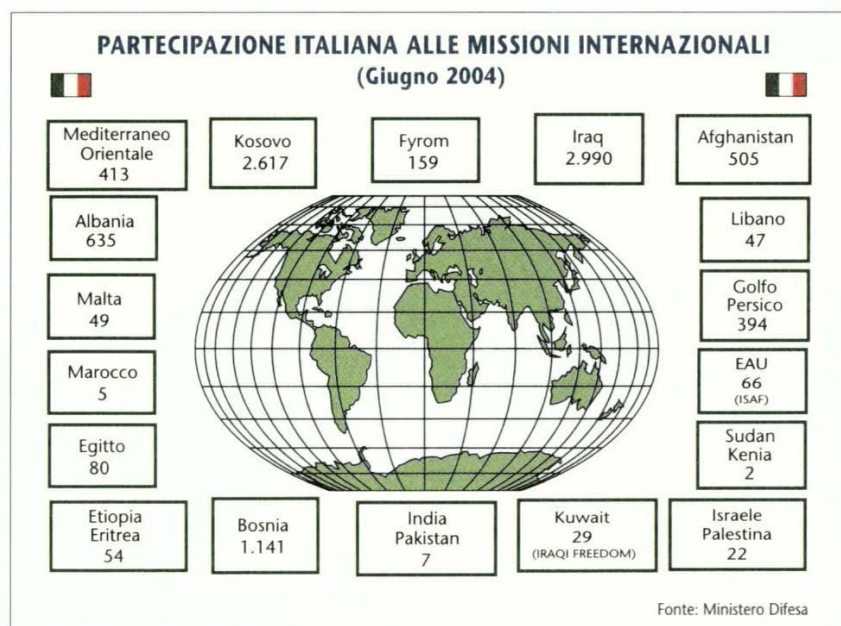 PARTECIPAZIONE ITALIANA ALLE MISSIONI INTERNAZIONALI
(Giugno 2004)
Mediterraneo
Orientale
413
Kosovo
2.617
Fyrom
159
Iraq
2.990
Afghanistan
505
Albania
635
Libano
47
Malta
49
Golfo
Persico
394
Marocco
5
EAU
66
(ISAF)
Egitto
80
Sudan
Kenia
2
Etiopia
Eritrea
54
Bosnia
1.141
India
Pakistan
7
Kuwait
29
(IRAQI FREEDOM)
Israele
Palestina
22
Fonte: Ministero Difesa